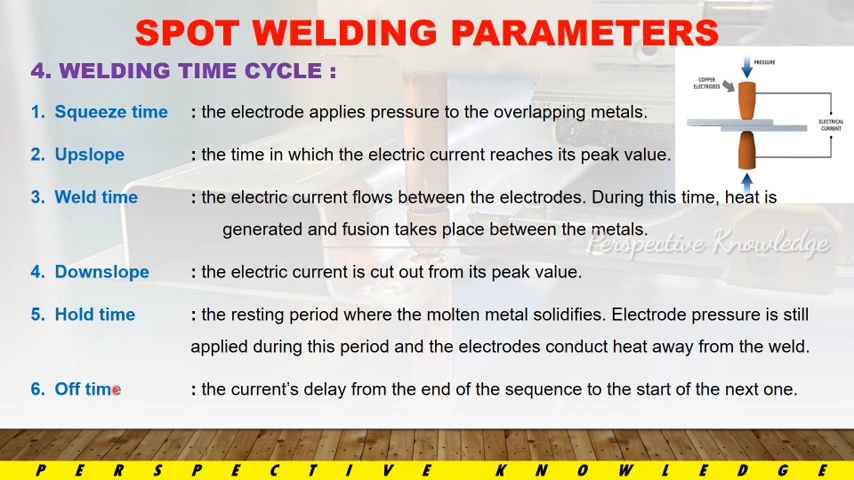 SPOT WELDING PARAMETERS
4. WELDING TIME CYCLE :
1. Squeeze time : the electrode applies pressure to the overlapping metals.
2. Upslope : the time in which the electric current reaches its peak value.
3. Weld time : the electric current flows between the electrodes. During this time, heat is
generated and fusion takes place between the metals.
4. Downslope : the electric current is cut out from its peak value.
5. Hold time : the resting period where the molten metal solidifies. Electrode pressure is still
applied during this period and the electrodes conduct heat away from the weld.
6. Off time : the current’s delay from the end of the sequence to the start of the next one.
PRESSURE
COPPER
ELECTRODES
ELECTRICAL
CURRENT
Perspective Knowledge
PERSPECTIVE KNOWLEDGE